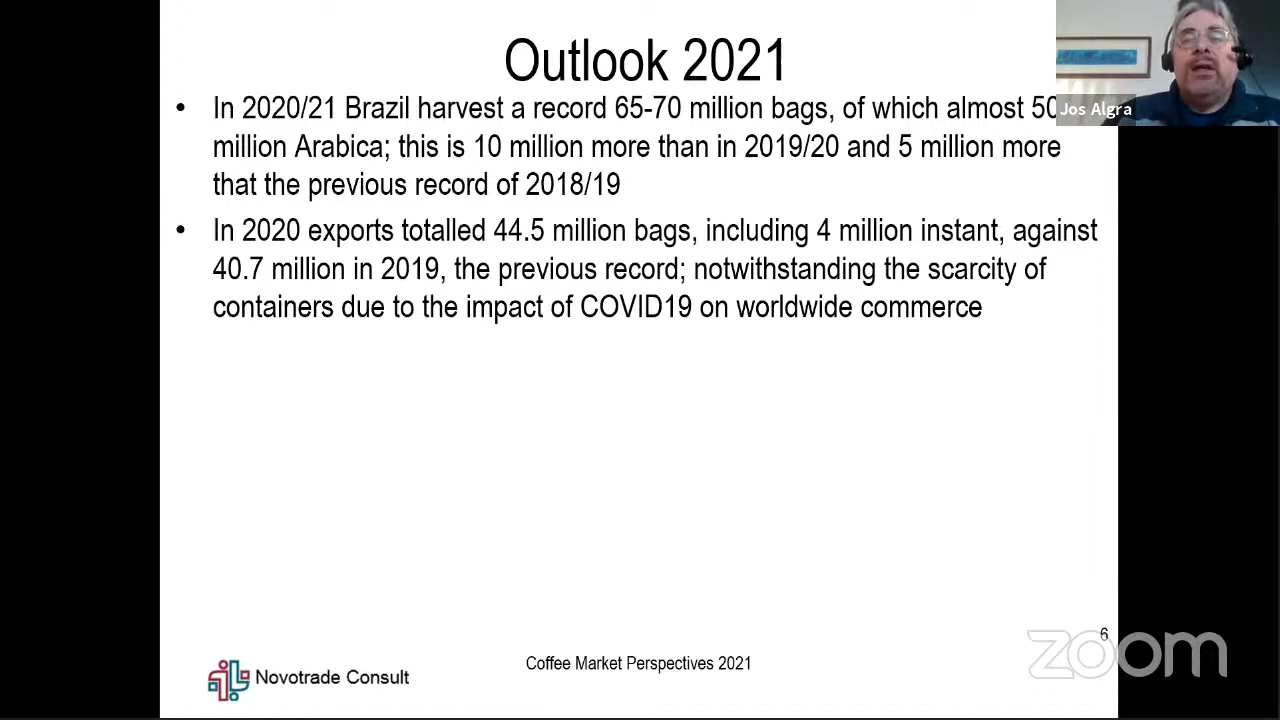 Outlook 2021
• In 2020/21 Brazil harvest a record 65-70 million bags, of which almost 50
million Arabica; this is 10 million more than in 2019/20 and 5 million more
that the previous record of 2018/19
• In 2020 exports totalled 44.5 million bags, including 4 million instant, against
40.7 million in 2019, the previous record; notwithstanding the scarcity of
containers due to the impact of COVID19 on worldwide commerce
Jos Algra
6
Novotrade Consult
Coffee Market Perspectives 2021
zoom